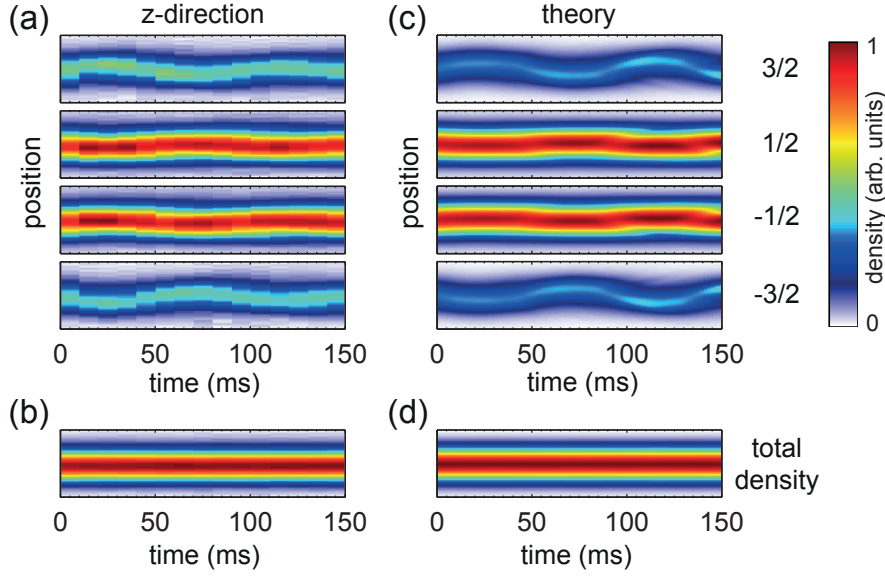 (a)
z-direction
(c)
theory
3/2
1/2
-1/2
-3/2
position
position
0 50 100 150
time (ms)
0 50 100 150
time (ms)
1
density (arb. units)
0
(b)
(d)
total
density
0 50 100 150
time (ms)
0 50 100 150
time (ms)